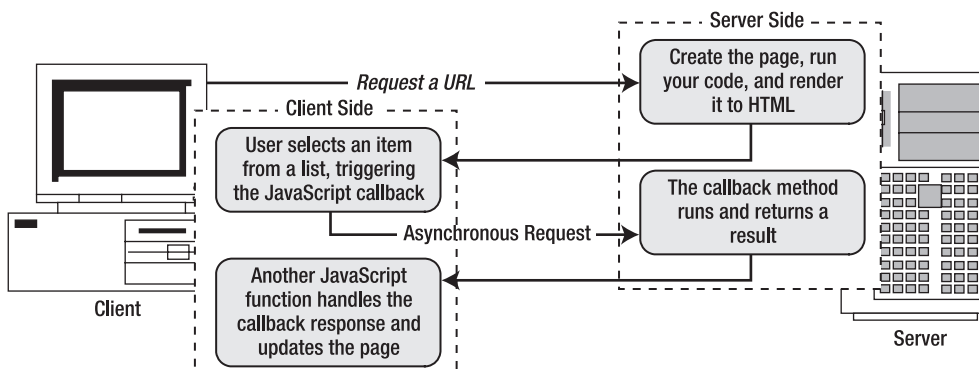 Server Side
Create the page, run
your code, and render
it to HTML
Request a URL
Client Side
User selects an item
from a list, triggering
the JavaScript callback
The callback method
runs and returns a
result
Asynchronous Request
Another JavaScript
function handles the
callback response and
updates the page
Client
Server